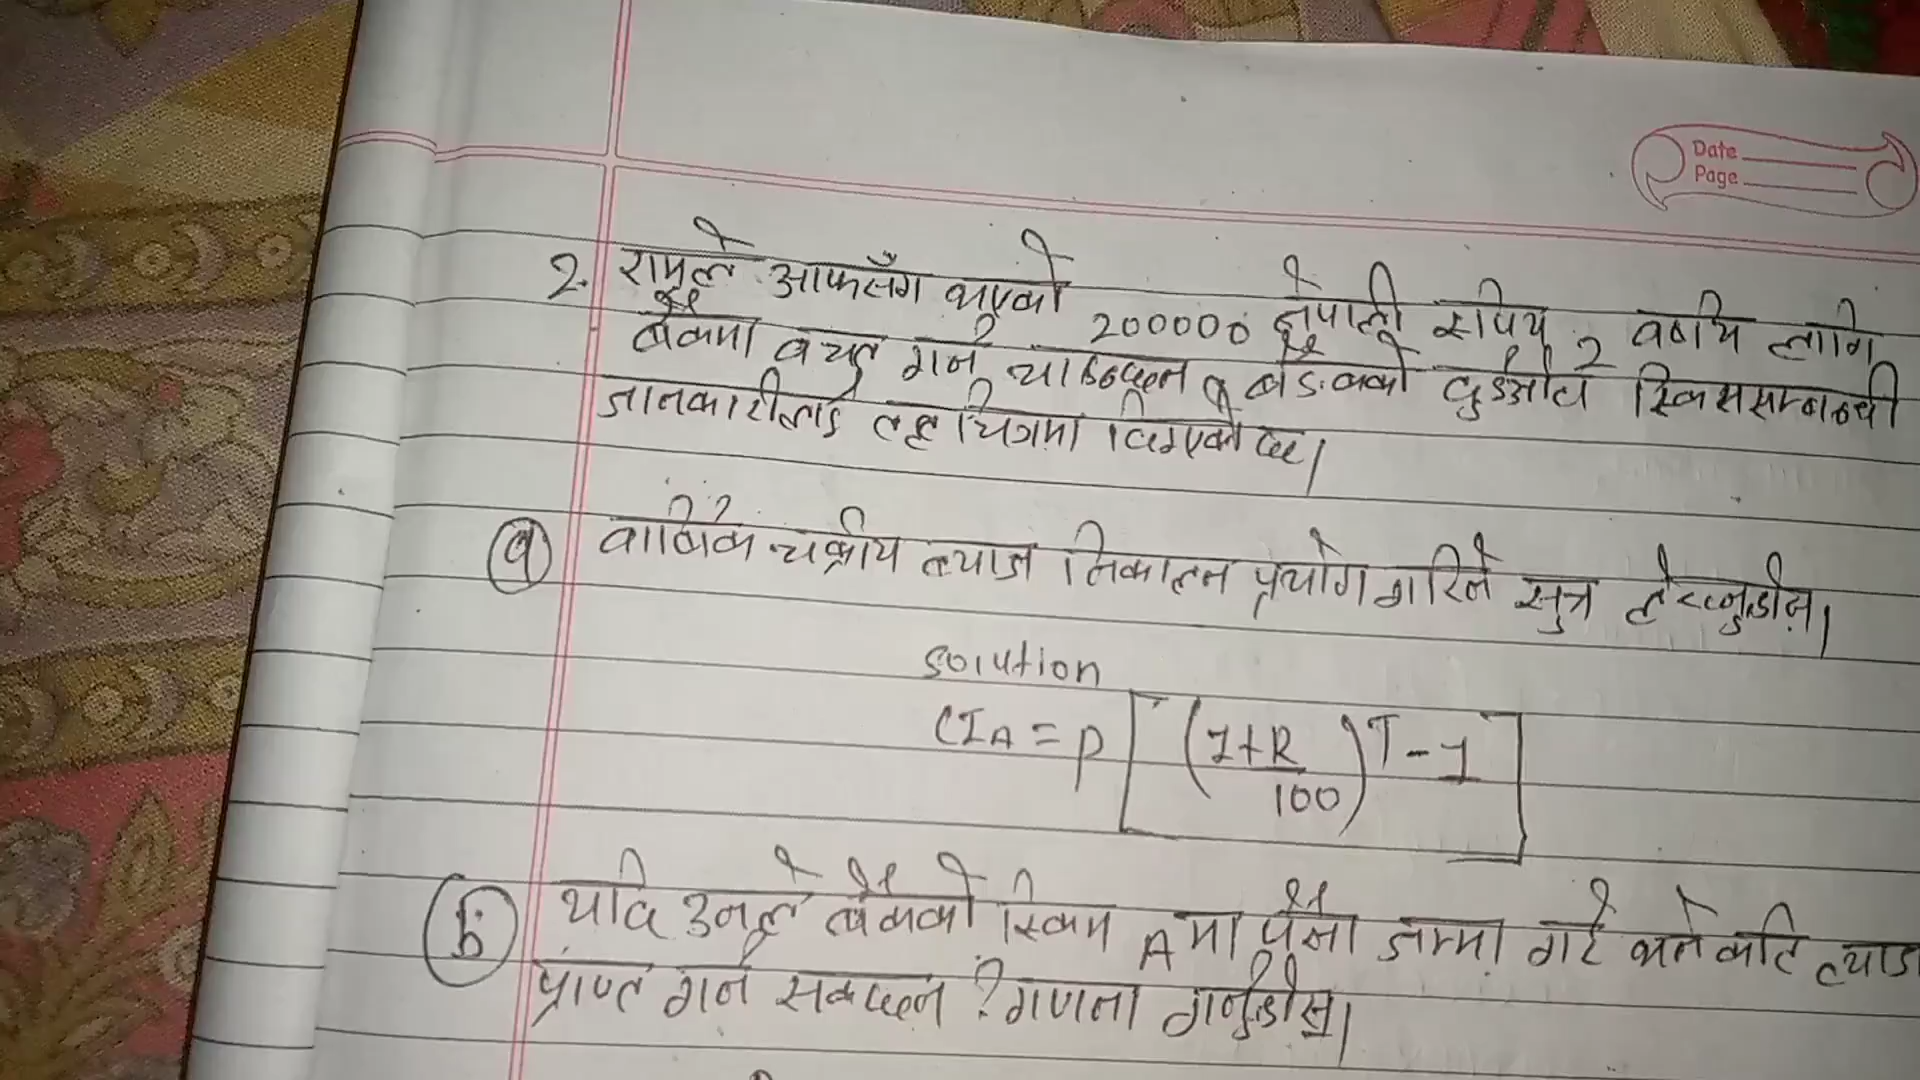 Date
Page
2. रामले आफूसँग भएको 200000 नेपाली रुपियाँ 2 वर्षका लागि
बैंकमा बचत गर्न चाहन्छन् । बैङ्कको दुईओटा स्किमसम्बन्धी
जानकारीलाई तल चित्रमा दिइएको छ।
a वार्षिक चक्रीय ब्याज निकाल्न प्रयोग गरिने सुत्र लेख्नुहोस्।
solution
CIA = P [ (1+R/100)T - 1 ]
b यदि उनले बैंकको स्किम A मा पैसा जम्मा गरे भने कति ब्याज
प्राप्त गर्न सक्छन् ? गणना गर्नुहोस्।